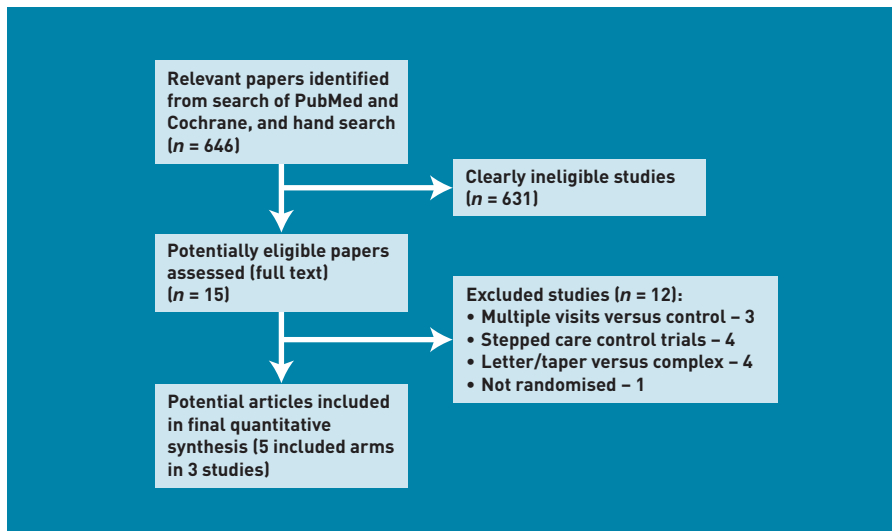 Relevant papers identified
from search of PubMed and
Cochrane, and hand search
(n = 646)
Clearly ineligible studies
(n = 631)
Potentially eligible papers
assessed (full text)
(n = 15)
Excluded studies (n = 12):
• Multiple visits versus control – 3
• Stepped care control trials – 4
• Letter/taper versus complex – 4
• Not randomised – 1
Potential articles included
in final quantitative
synthesis (5 included arms
in 3 studies)